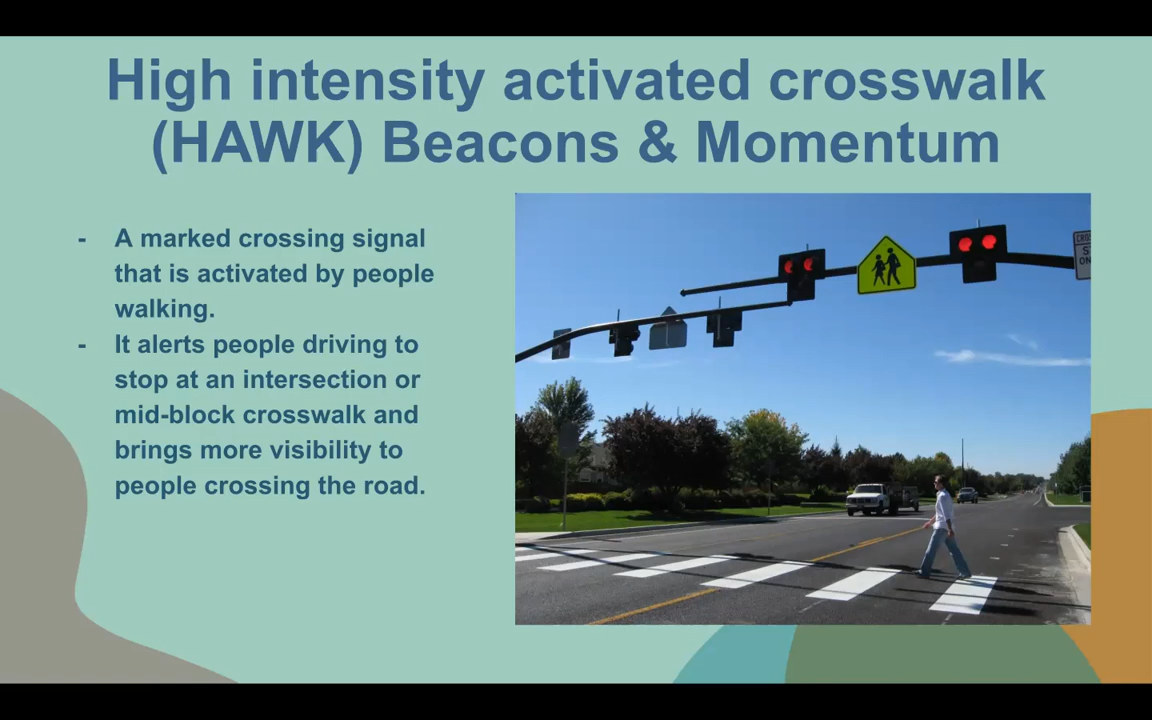 High intensity activated crosswalk
(HAWK) Beacons & Momentum
- A marked crossing signal
that is activated by people
walking.
- It alerts people driving to
stop at an intersection or
mid-block crosswalk and
brings more visibility to
people crossing the road.